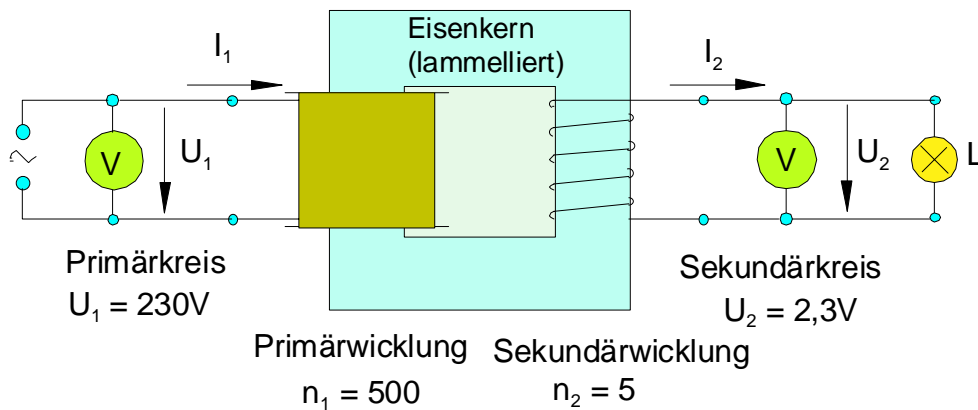 Eisenkern
(lammelliert)
I₁
I₂
V
U₁
V
U₂
L
Primärkreis
U₁ = 230V
Sekundärkreis
U₂ = 2,3V
Primärwicklung
n₁ = 500
Sekundärwicklung
n₂ = 5